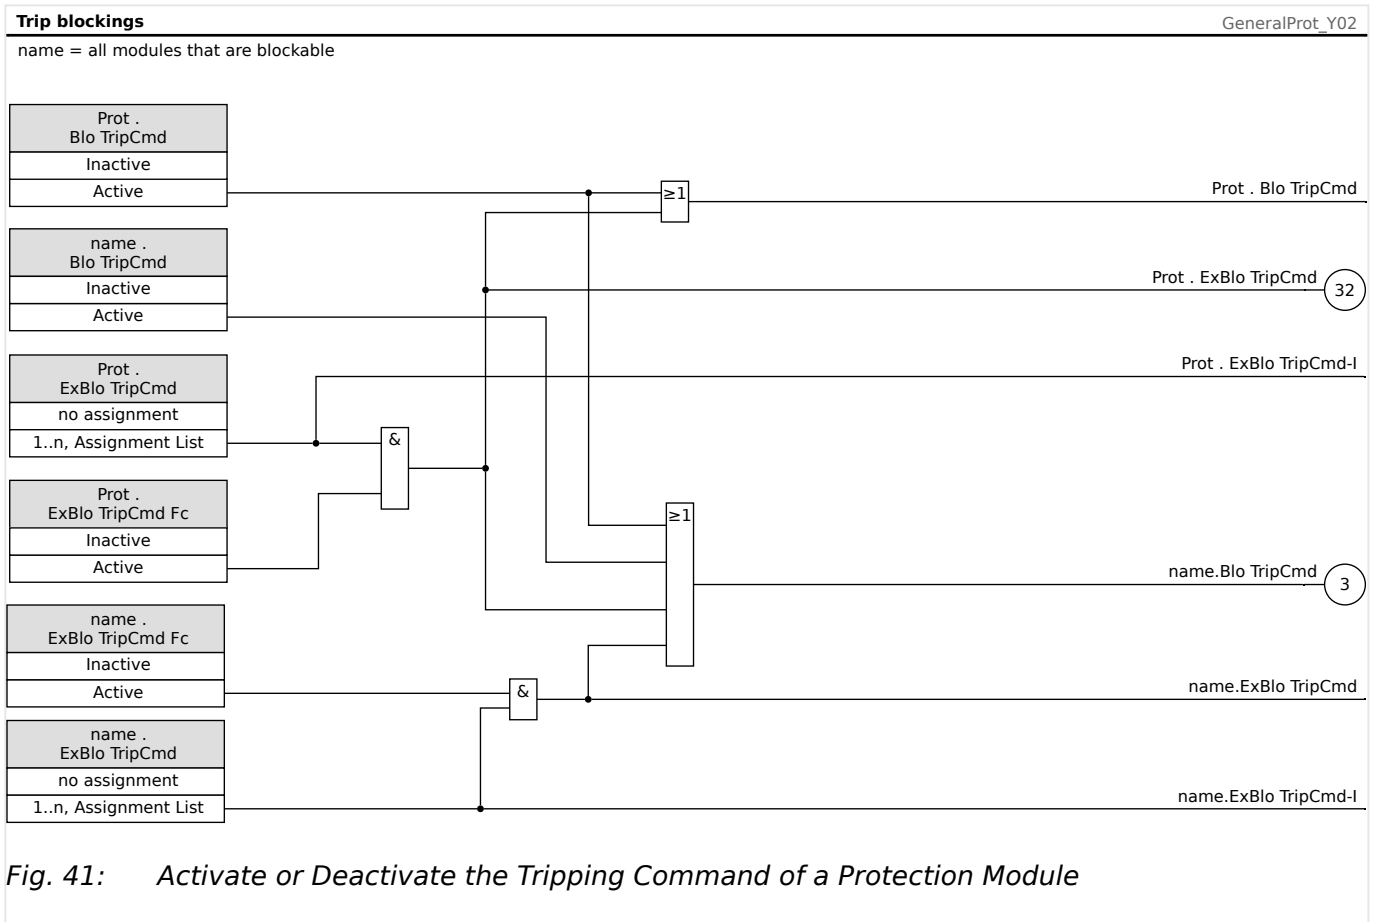 Trip blockings
GeneralProt_Y02
name = all modules that are blockable
Prot .
Blo TripCmd
Inactive
Active
≥1
Prot . Blo TripCmd
name .
Blo TripCmd
Inactive
Active
Prot . ExBlo TripCmd
32
Prot .
ExBlo TripCmd
no assignment
1..n, Assignment List
&
Prot . ExBlo TripCmd-I
Prot .
ExBlo TripCmd Fc
Inactive
Active
≥1
name.Blo TripCmd
3
name .
ExBlo TripCmd Fc
Inactive
Active
&
name.ExBlo TripCmd
name .
ExBlo TripCmd
no assignment
1..n, Assignment List
name.ExBlo TripCmd-I
Fig. 41: Activate or Deactivate the Tripping Command of a Protection Module